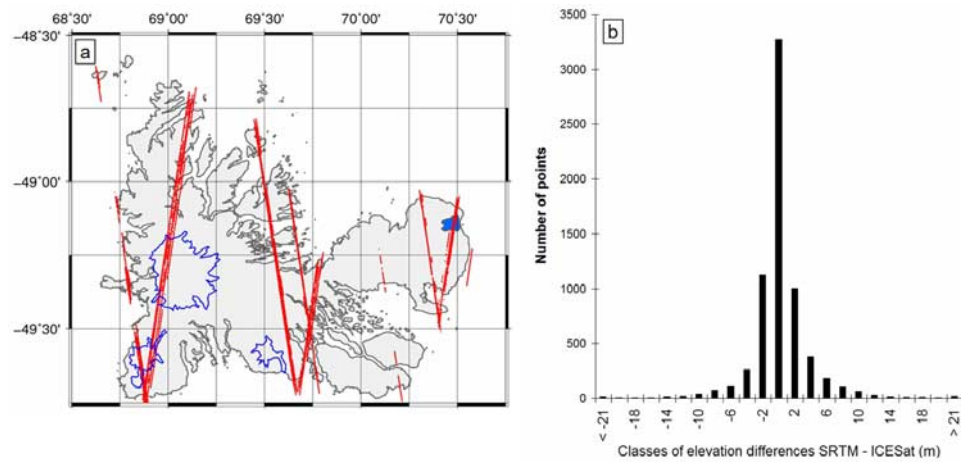 68°30' 69°00' 69°30' 70°00' 70°30'
−48°30'
a
−49°00'
−49°30'
b
3500
3000
2500
2000
1500
1000
500
0
Number of points
< -21 -18 -14 -10 -6 -2 2 6 10 14 18 > 21
Classes of elevation differences SRTM - ICESat (m)